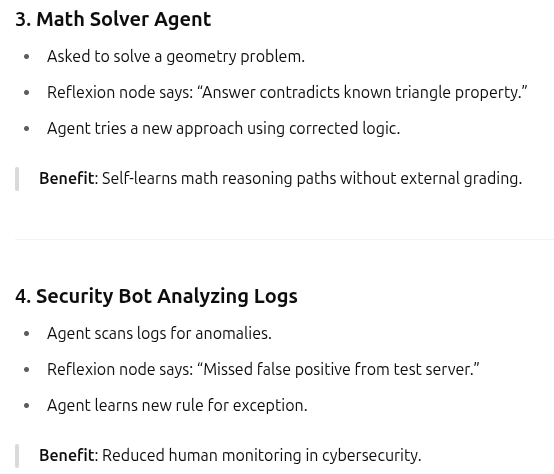 3. Math Solver Agent
• Asked to solve a geometry problem.
• Reflexion node says: “Answer contradicts known triangle property.”
• Agent tries a new approach using corrected logic.
Benefit: Self-learns math reasoning paths without external grading.
4. Security Bot Analyzing Logs
• Agent scans logs for anomalies.
• Reflexion node says: “Missed false positive from test server.”
• Agent learns new rule for exception.
Benefit: Reduced human monitoring in cybersecurity.